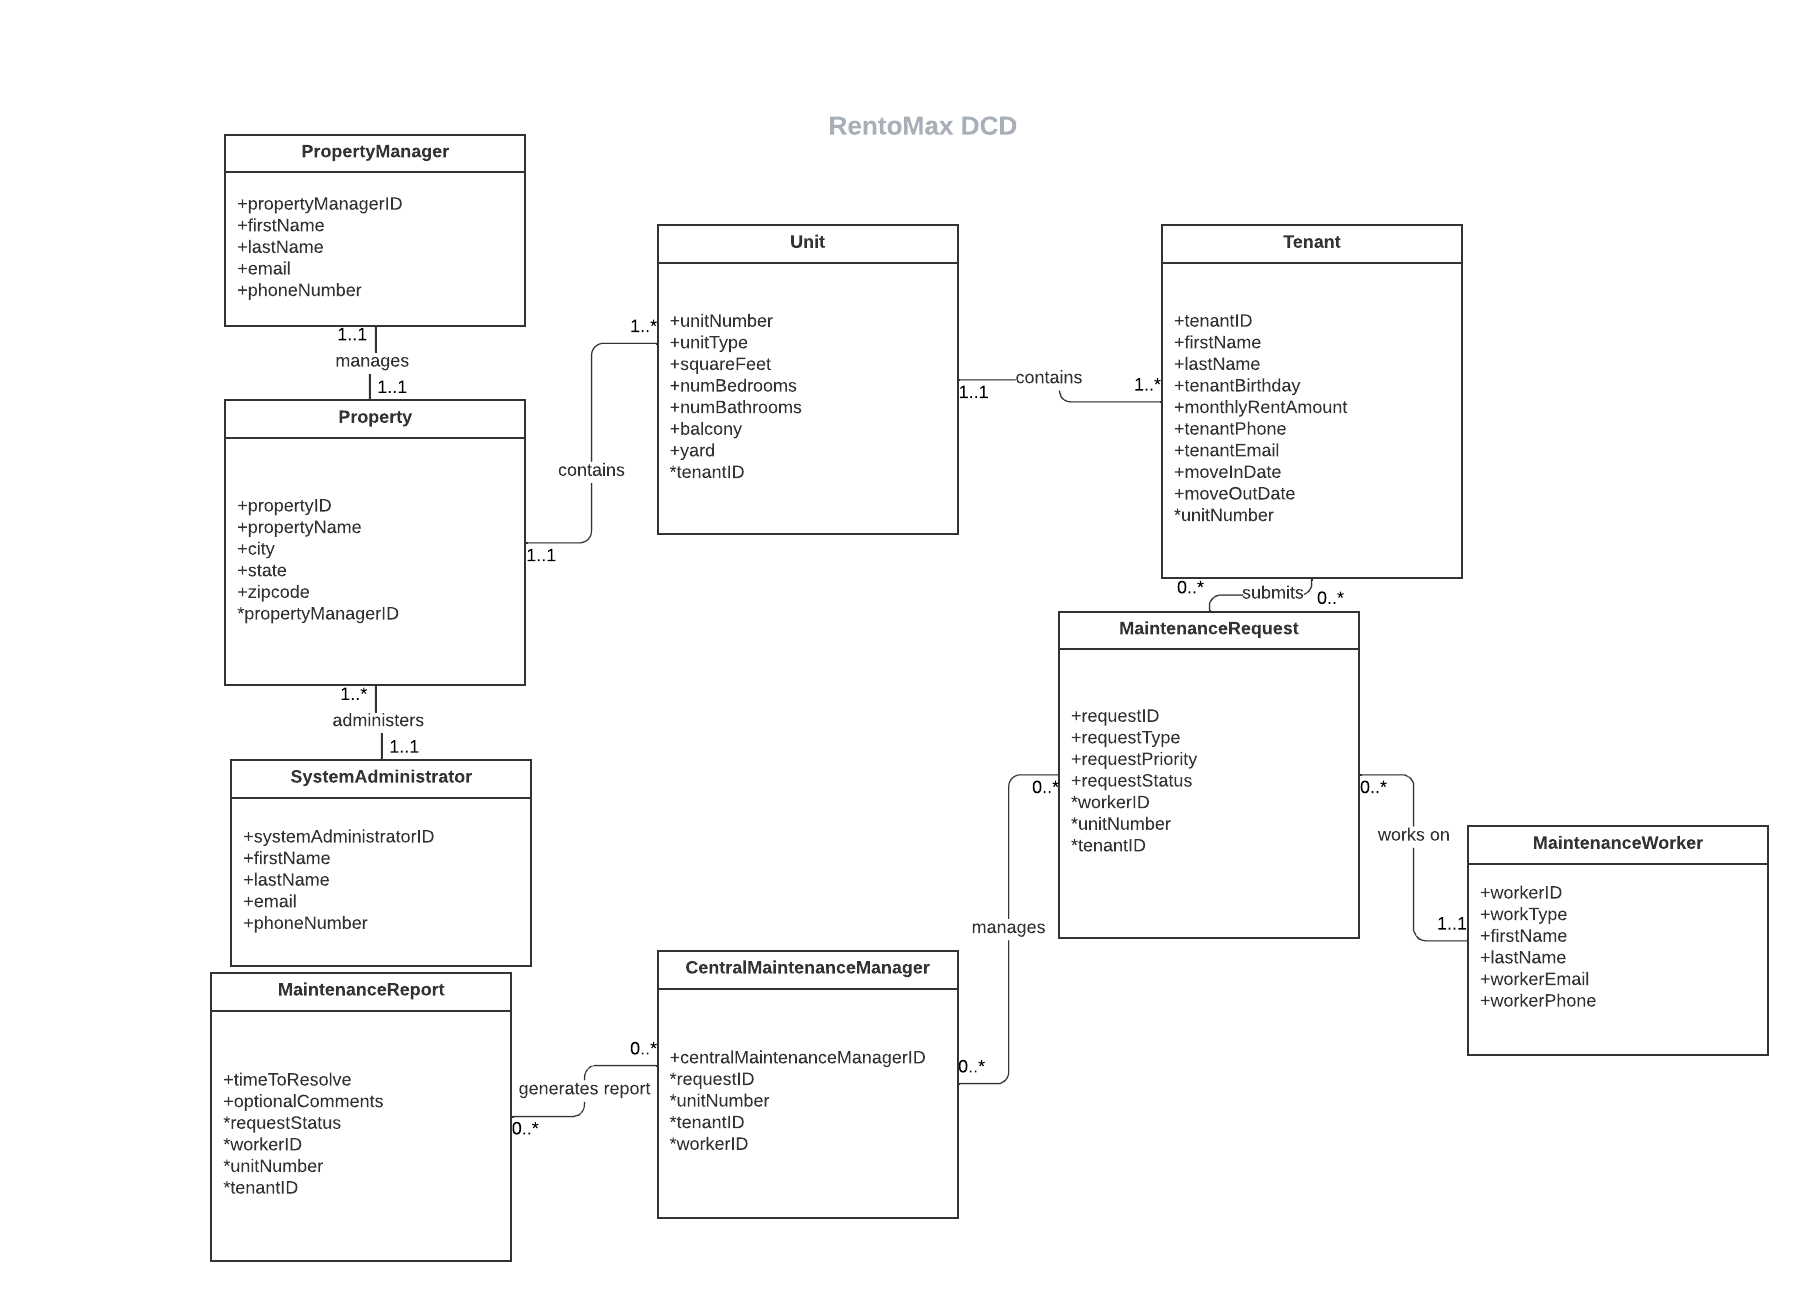 RentoMax DCD
PropertyManager
+propertyManagerID
+firstName
+lastName
+email
+phoneNumber
1..1
manages
1..1
Property
+propertyID
+propertyName
+city
+state
+zipcode
*propertyManagerID
1..1
contains
1..*
Unit
+unitNumber
+unitType
+squareFeet
+numBedrooms
+numBathrooms
+balcony
+yard
*tenantID
1..1
contains
1..*
Tenant
+tenantID
+firstName
+lastName
+tenantBirthday
+monthlyRentAmount
+tenantPhone
+tenantEmail
+moveInDate
+moveOutDate
*unitNumber
0..*
submits
0..*
MaintenanceRequest
+requestID
+requestType
+requestPriority
+requestStatus
*workerID
*unitNumber
*tenantID
0..*
works on
1..1
MaintenanceWorker
+workerID
+workType
+firstName
+lastName
+workerEmail
+workerPhone
1..*
administers
1..1
SystemAdministrator
+systemAdministratorID
+firstName
+lastName
+email
+phoneNumber
MaintenanceReport
+timeToResolve
+optionalComments
*requestStatus
*workerID
*unitNumber
*tenantID
0..*
generates report
0..*
CentralMaintenanceManager
+centralMaintenanceManagerID
*requestID
*unitNumber
*tenantID
*workerID
0..*
manages
0..*